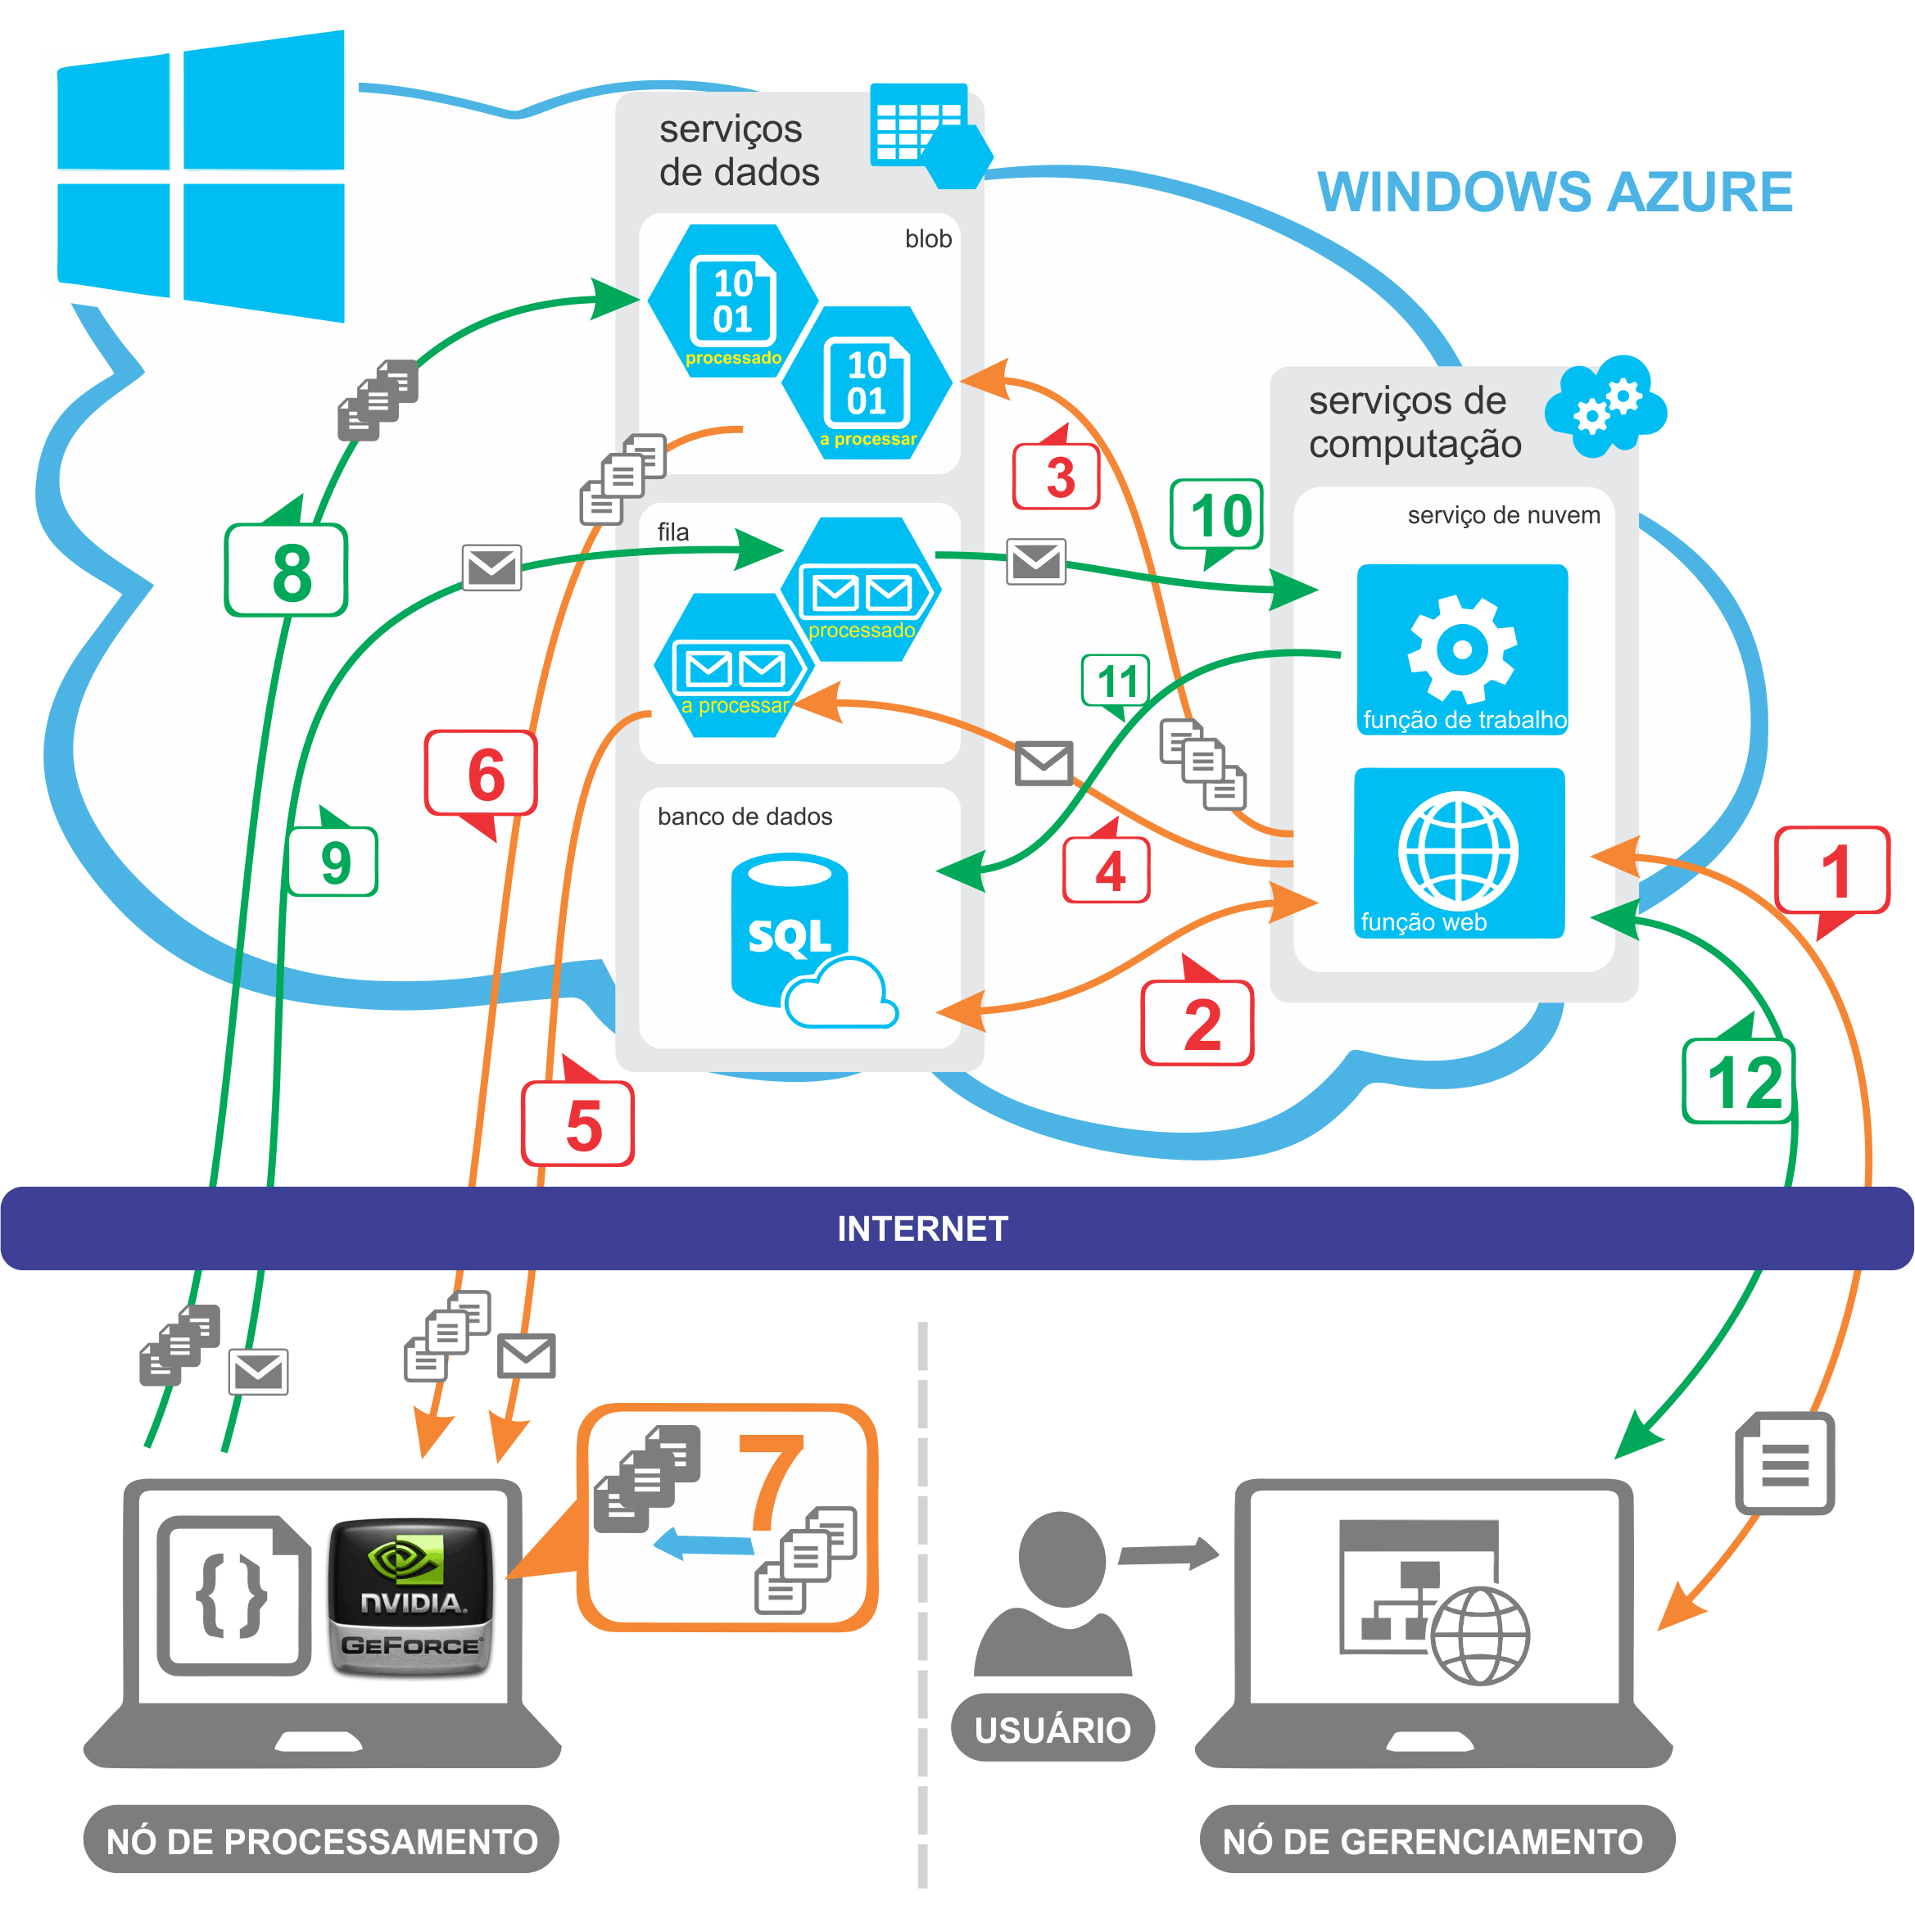 WINDOWS AZURE
serviços
de dados
blob
10
01
processado
10
01
a processar
fila
processado
a processar
banco de dados
SQL
serviços de
computação
serviço de nuvem
função de trabalho
função web
1
2
3
4
5
6
8
9
10
11
12
INTERNET
7
{}
NVIDIA.
GEFORCE
USUÁRIO
NÓ DE PROCESSAMENTO
NÓ DE GERENCIAMENTO